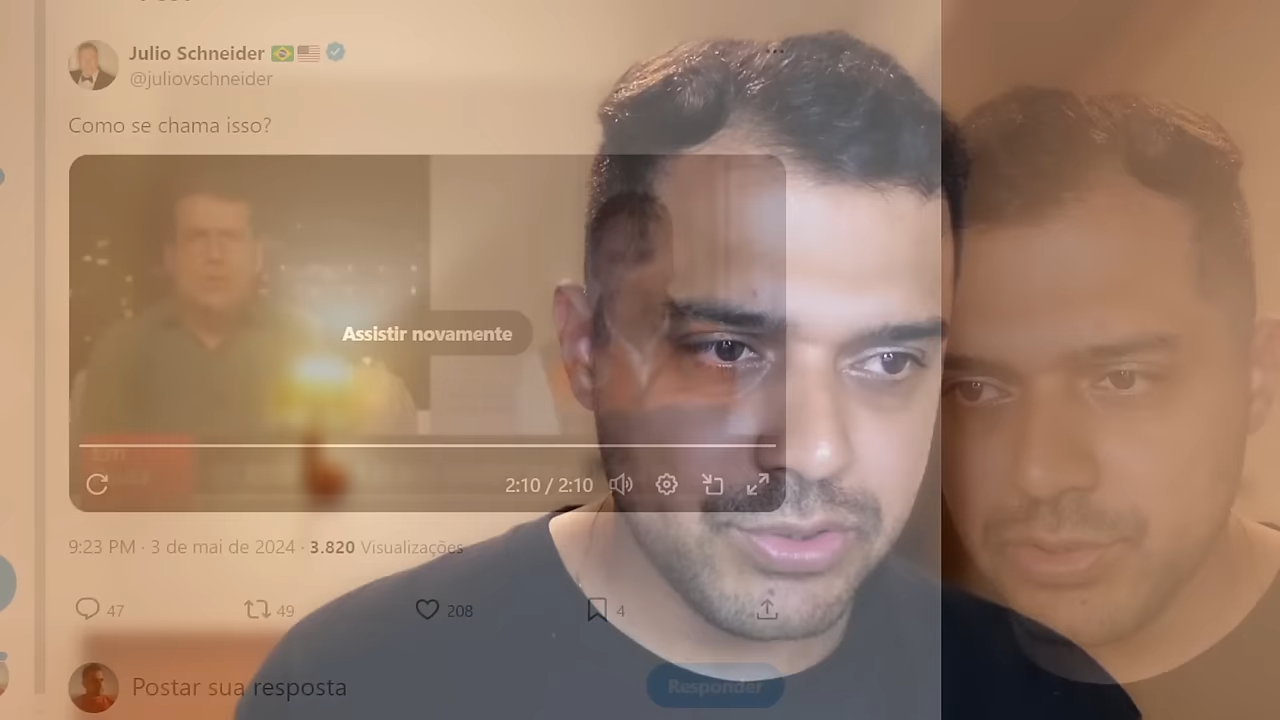 Julio Schneider
@juliovschneider
Como se chama isso?
Assistir novamente
2:10 / 2:10
9:23 PM · 3 de mai de 2024 · 3.820 Visualizações
47 49 208 4
Postar sua resposta
Responder